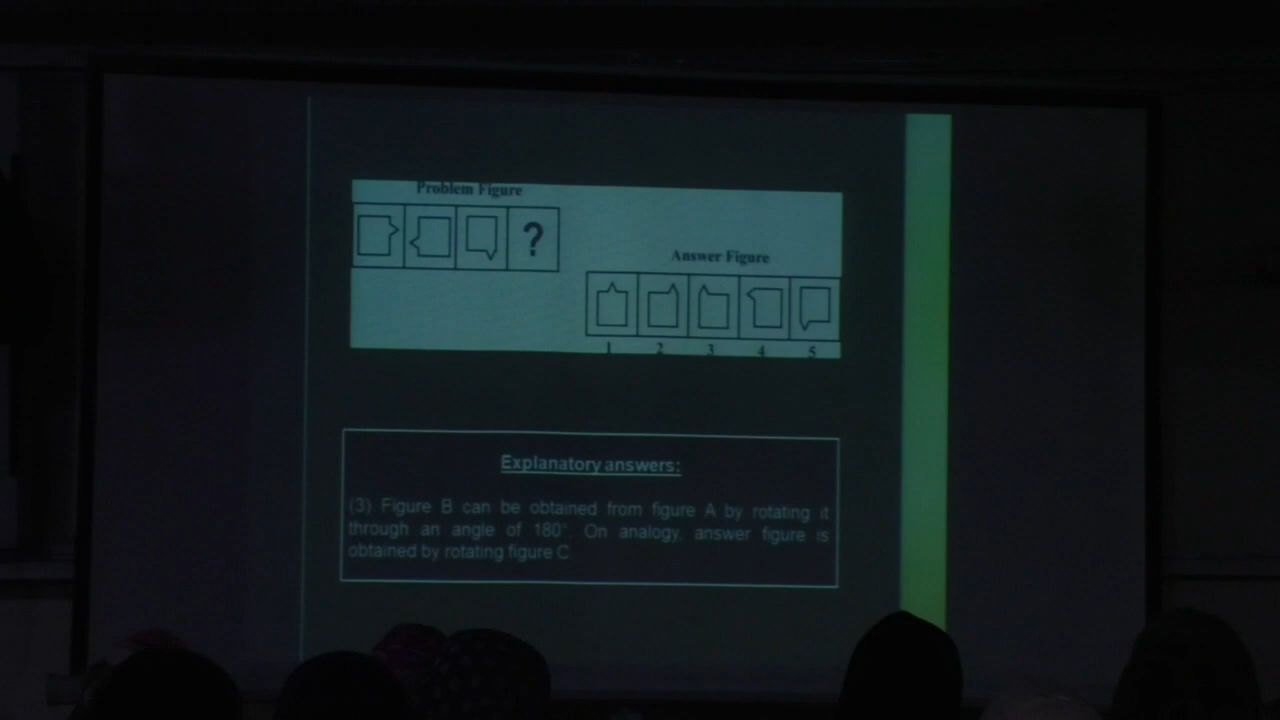 Problem Figure
?
Answer Figure
1 2 3 4 5
Explanatory answers:
(3) Figure B can be obtained from figure A by rotating it
through an angle of 180°. On analogy, answer figure is
obtained by rotating figure C.